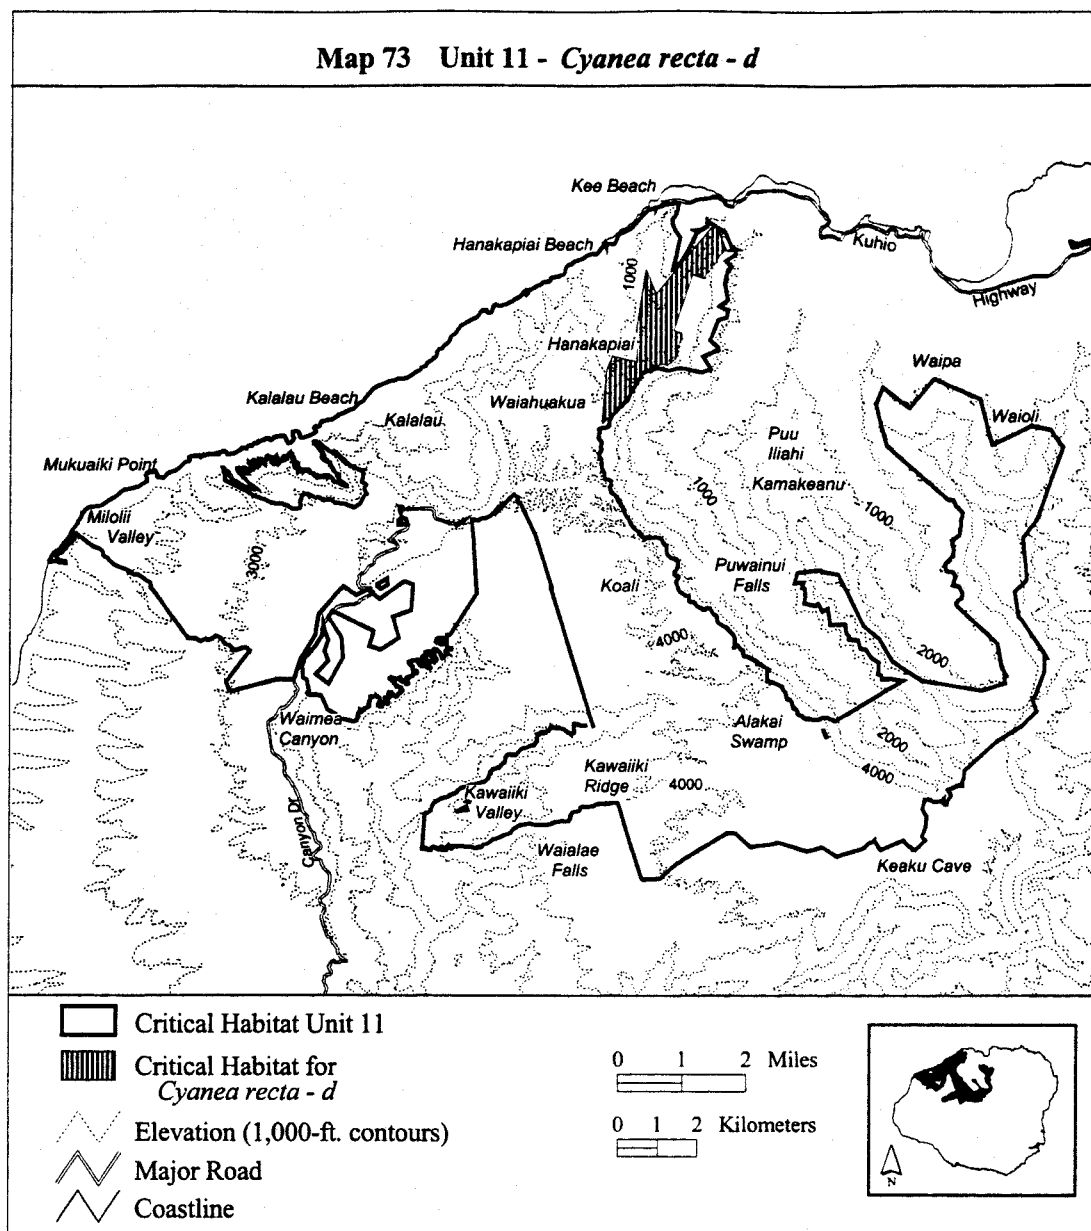 Map 73 Unit 11 - Cyanea recta - d
Kee Beach
Hanakapiai Beach
Kuhio
Highway
1000
Hanakapiai
Waipa
Kalalau Beach
Waiahuakua
Kalalau
Waioli
Puu
Iliahi
Mukuaiki Point
Kamakeanu
1000
1000
Milolii
Valley
3000
Koali
Puwainui
Falls
4000
2000
Waimea
Canyon
Alakai
Swamp
2000
4000
Kawaiiki
Ridge
4000
Kawaiiki
Valley
Canyon Dr
Waialae
Falls
Keaku Cave
Critical Habitat Unit 11
Critical Habitat for
Cyanea recta - d
Elevation (1,000-ft. contours)
Major Road
Coastline
0 1 2 Miles
0 1 2 Kilometers
N